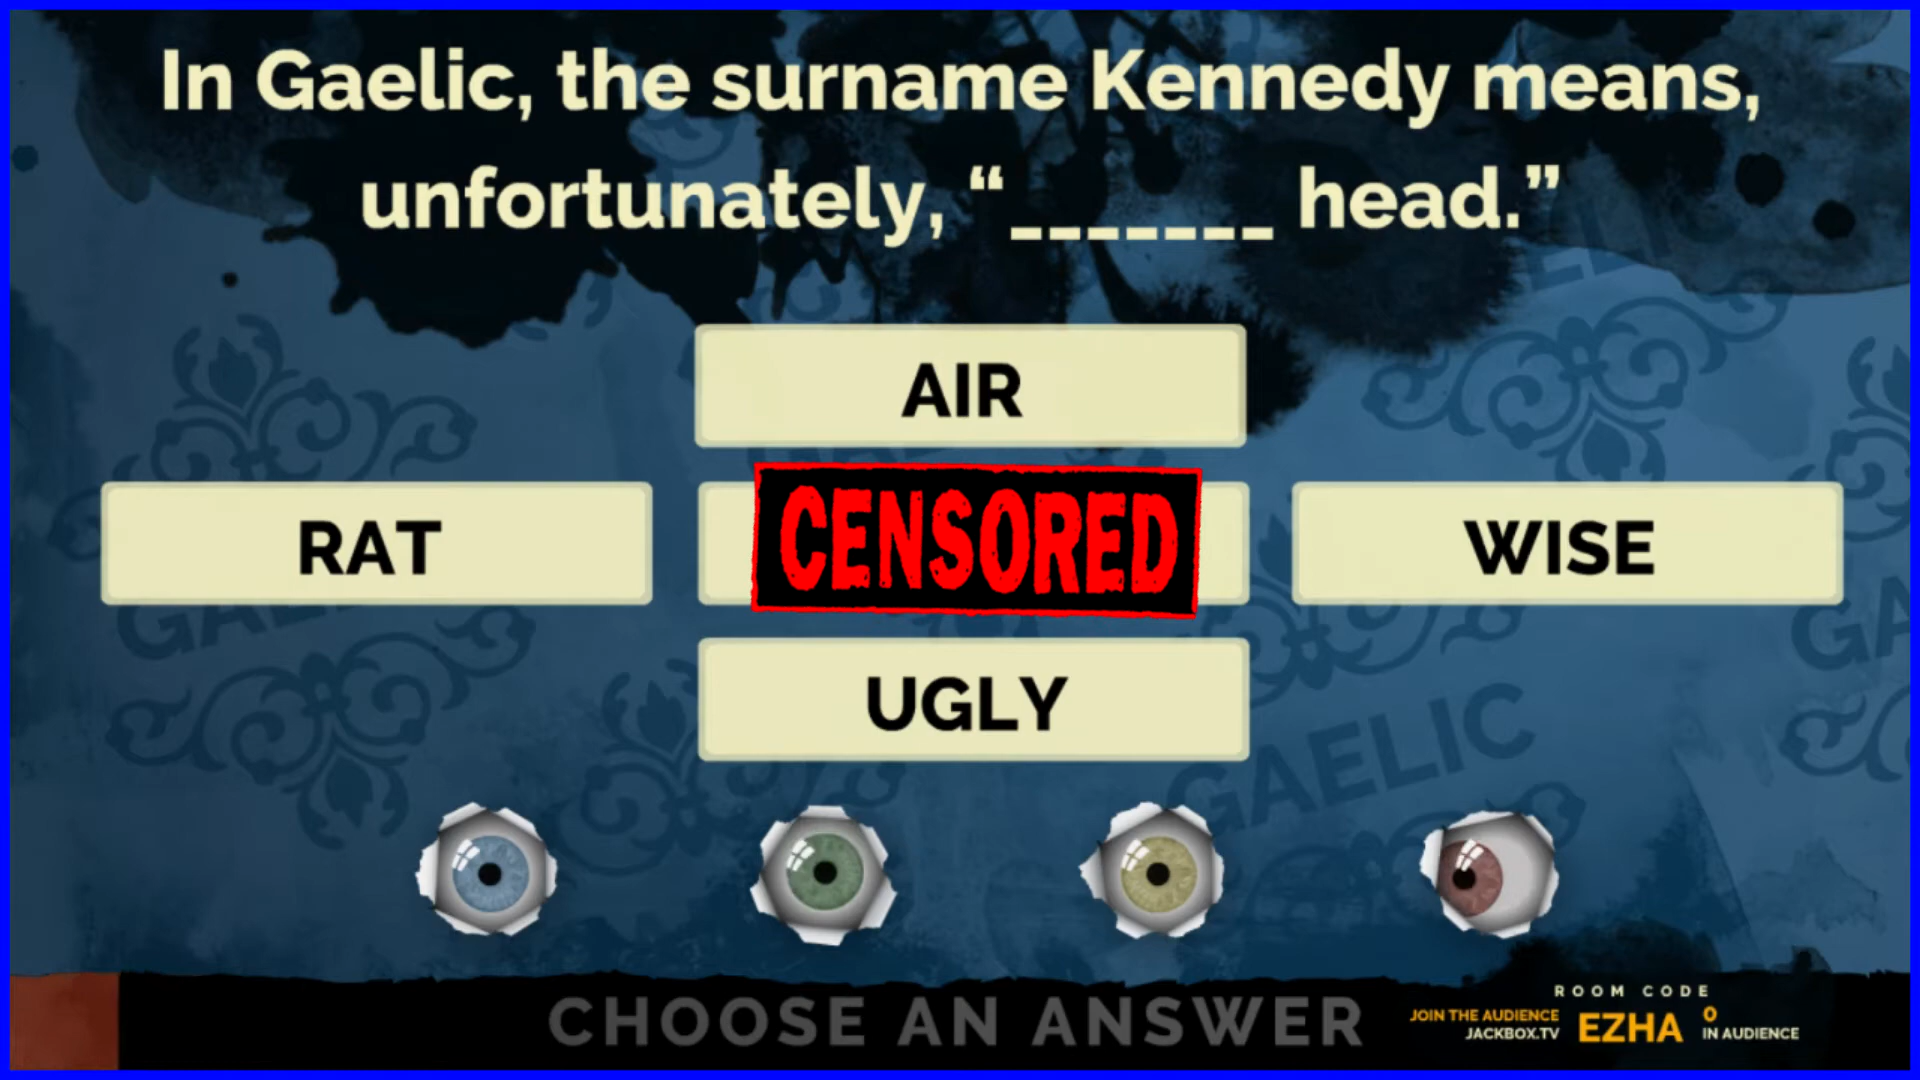 In Gaelic, the surname Kennedy means,
unfortunately, “_______ head.”
AIR
RAT
CENSORED
WISE
UGLY
GAELIC
CHOOSE AN ANSWER
ROOM CODE
JOIN THE AUDIENCE
JACKBOX.TV
EZHA
0
IN AUDIENCE